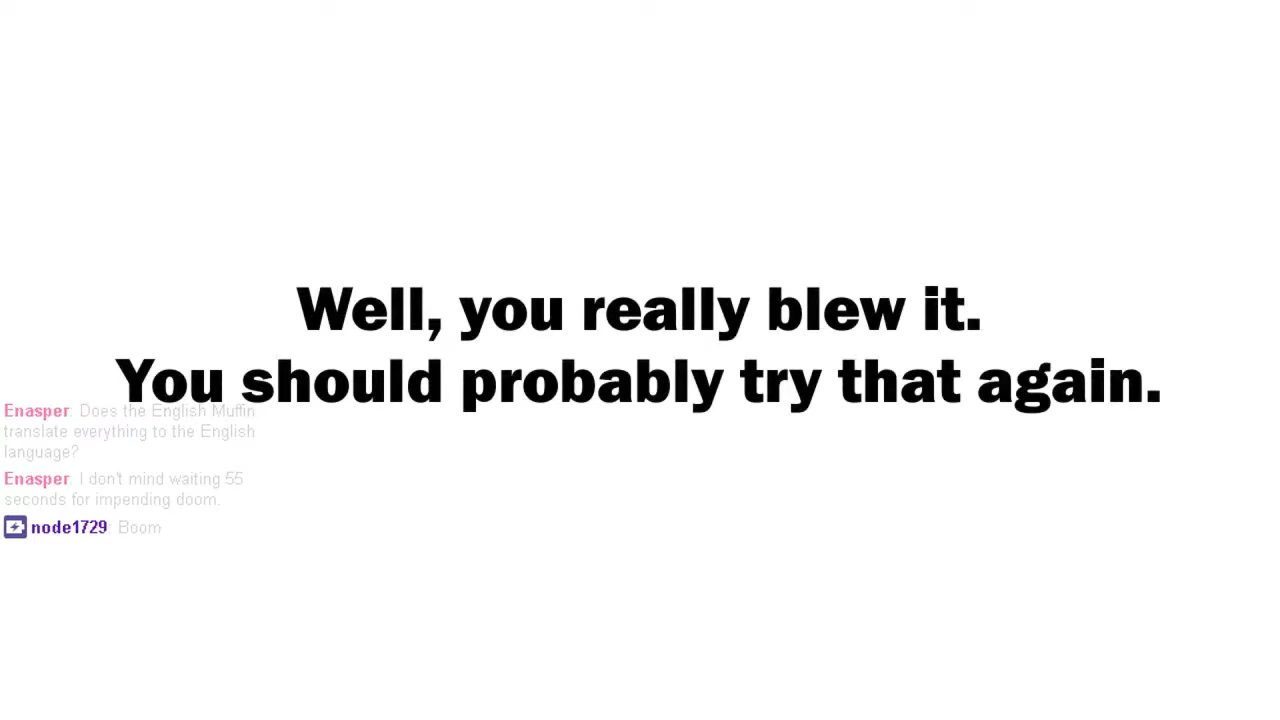 Well, you really blew it.
You should probably try that again.
Enasper: Does the English Muffin
translate everything to the English
language?
Enasper: I don't mind waiting 55
seconds for impending doom.
node1729: Boom